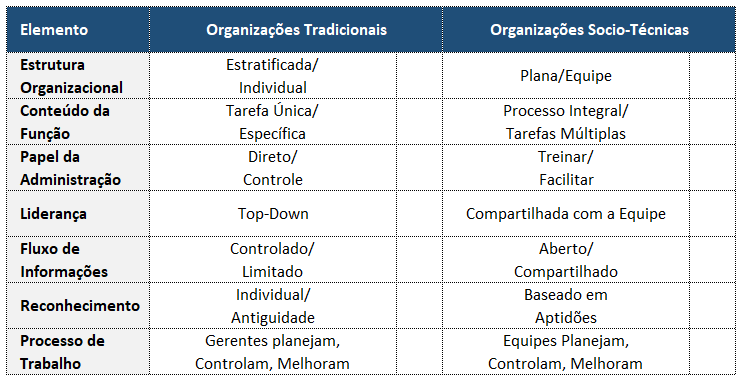 Elemento
Organizações Tradicionais
Organizações Socio-Técnicas
Estrutura
Organizacional
Estratificada/
Individual
Plana/Equipe
Conteúdo da
Função
Tarefa Única/
Específica
Processo Integral/
Tarefas Múltiplas
Papel da
Administração
Direto/
Controle
Treinar/
Facilitar
Liderança
Top-Down
Compartilhada com a Equipe
Fluxo de
Informações
Controlado/
Limitado
Aberto/
Compartilhado
Reconhecimento
Individual/
Antiguidade
Baseado em
Aptidões
Processo de
Trabalho
Gerentes planejam,
Controlam, Melhoram
Equipes Planejam,
Controlam, Melhoram